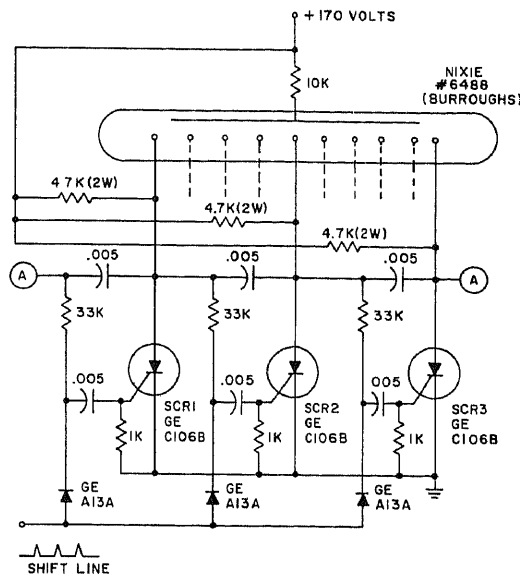 +170 VOLTS
NIXIE
#6488
(BURROUGHS)
10K
4 7K(2W)
4.7K(2W)
4.7K(2W)
.005
.005
.005
A
A
33K
33K
33K
.005
.005
005
SCR1
GE
C106B
SCR2
GE
C106B
SCR3
GE
C106B
1K
1K
1K
GE
A13A
GE
A13A
GE
A13A
SHIFT LINE